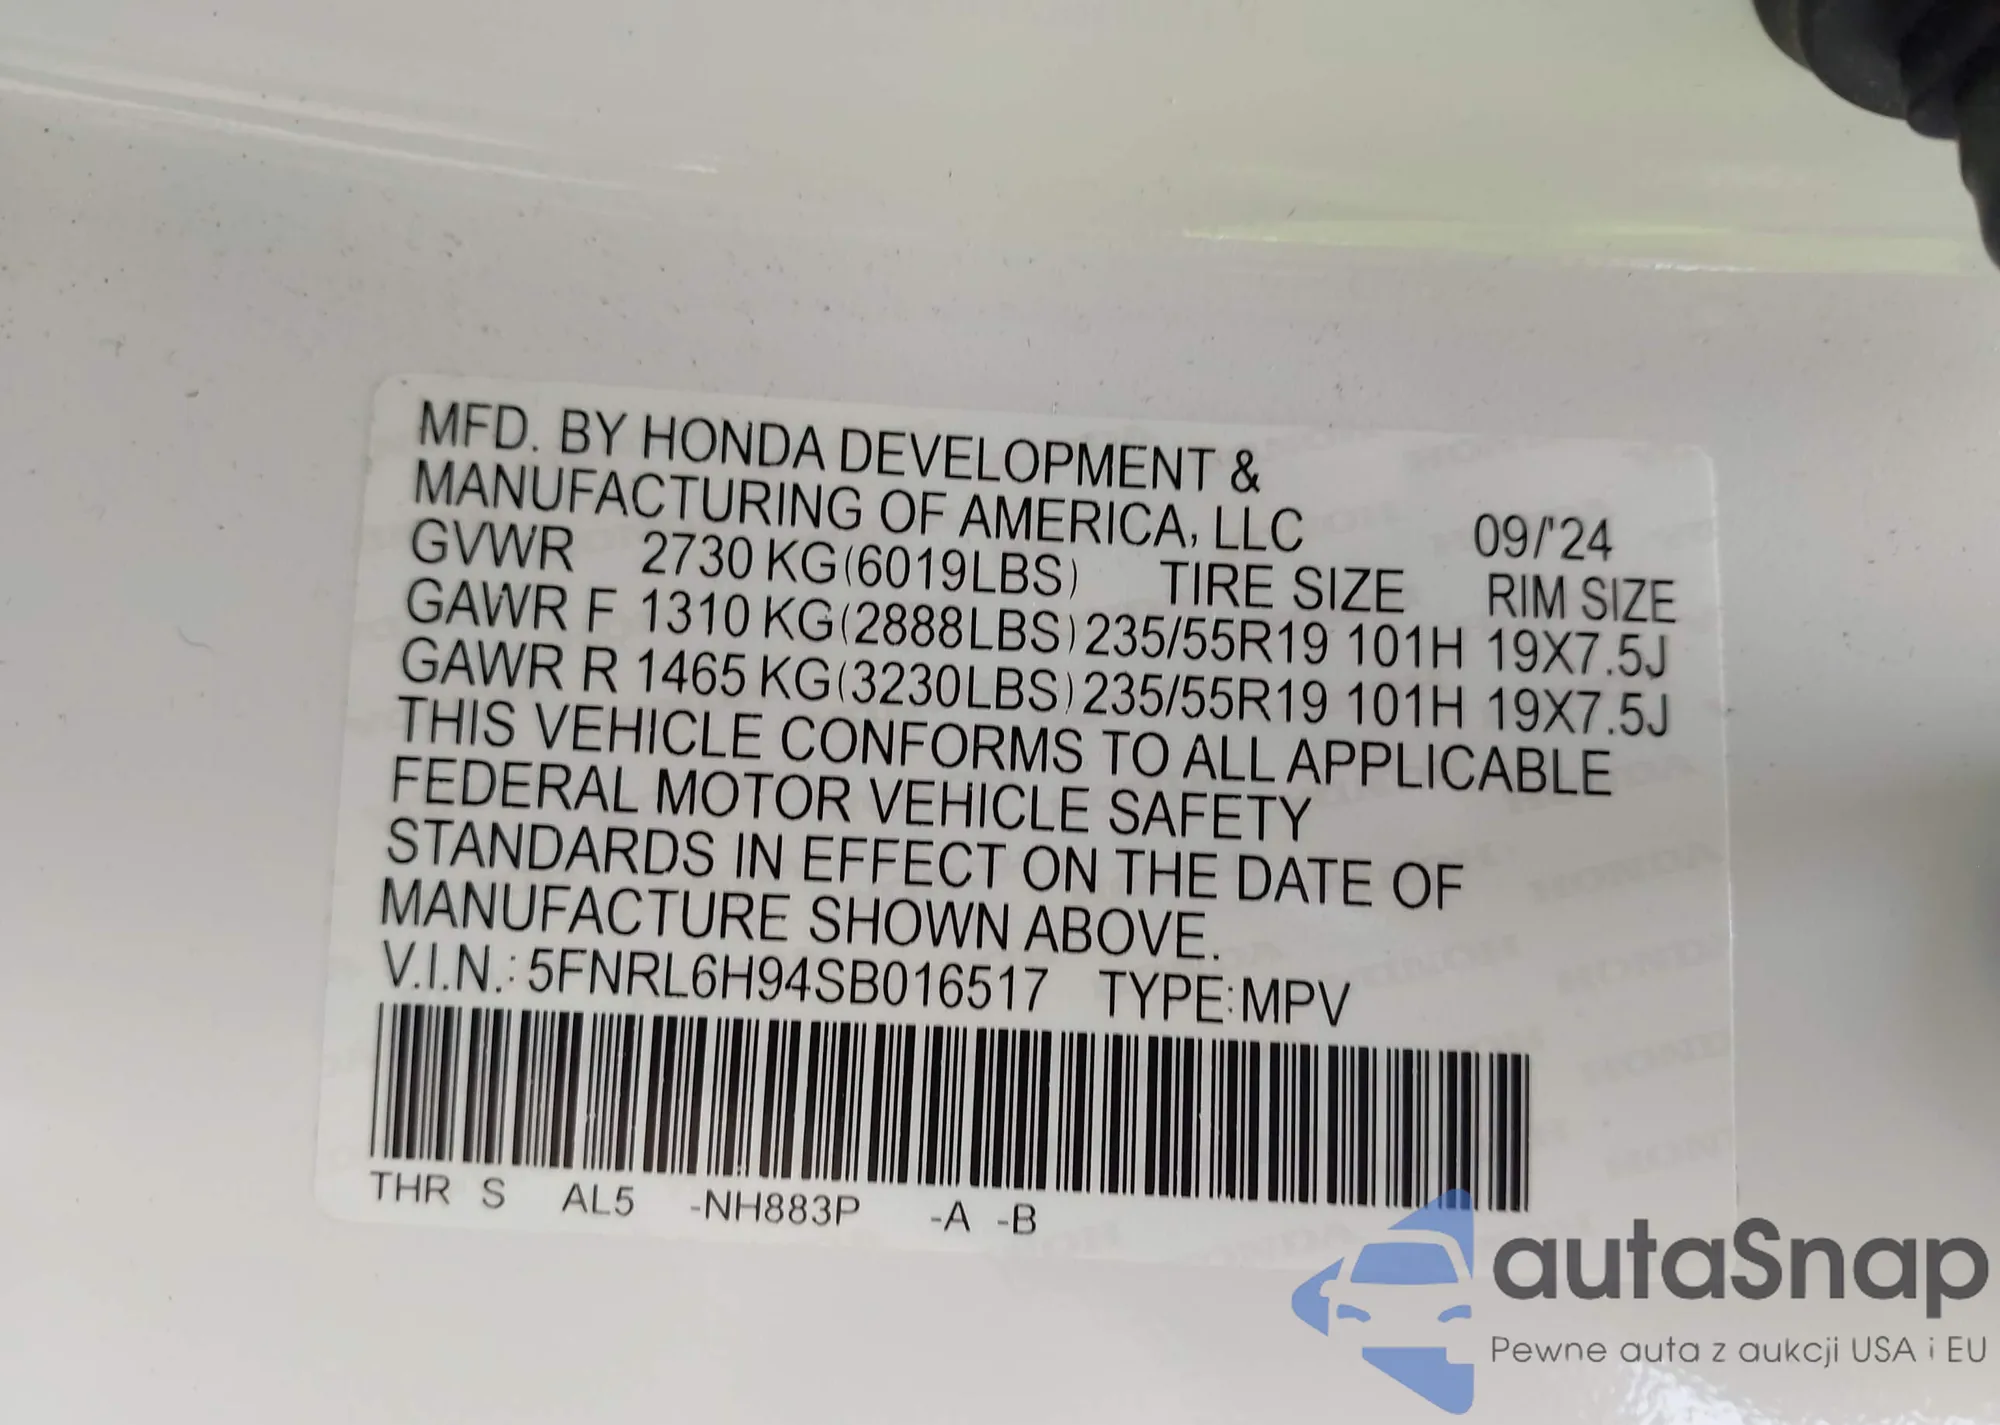 MFD. BY HONDA DEVELOPMENT &
MANUFACTURING OF AMERICA, LLC 09/'24
GVWR 2730 KG(6019LBS) TIRE SIZE RIM SIZE
GAWR F 1310 KG(2888LBS) 235/55R19 101H 19X7.5J
GAWR R 1465 KG(3230LBS) 235/55R19 101H 19X7.5J
THIS VEHICLE CONFORMS TO ALL APPLICABLE
FEDERAL MOTOR VEHICLE SAFETY
STANDARDS IN EFFECT ON THE DATE OF
MANUFACTURE SHOWN ABOVE.
V.I.N.: 5FNRL6H94SB016517 TYPE:MPV
THR S AL5 -NH883P -A -B
autaSnap
Pewne auta z aukcji USA i EU